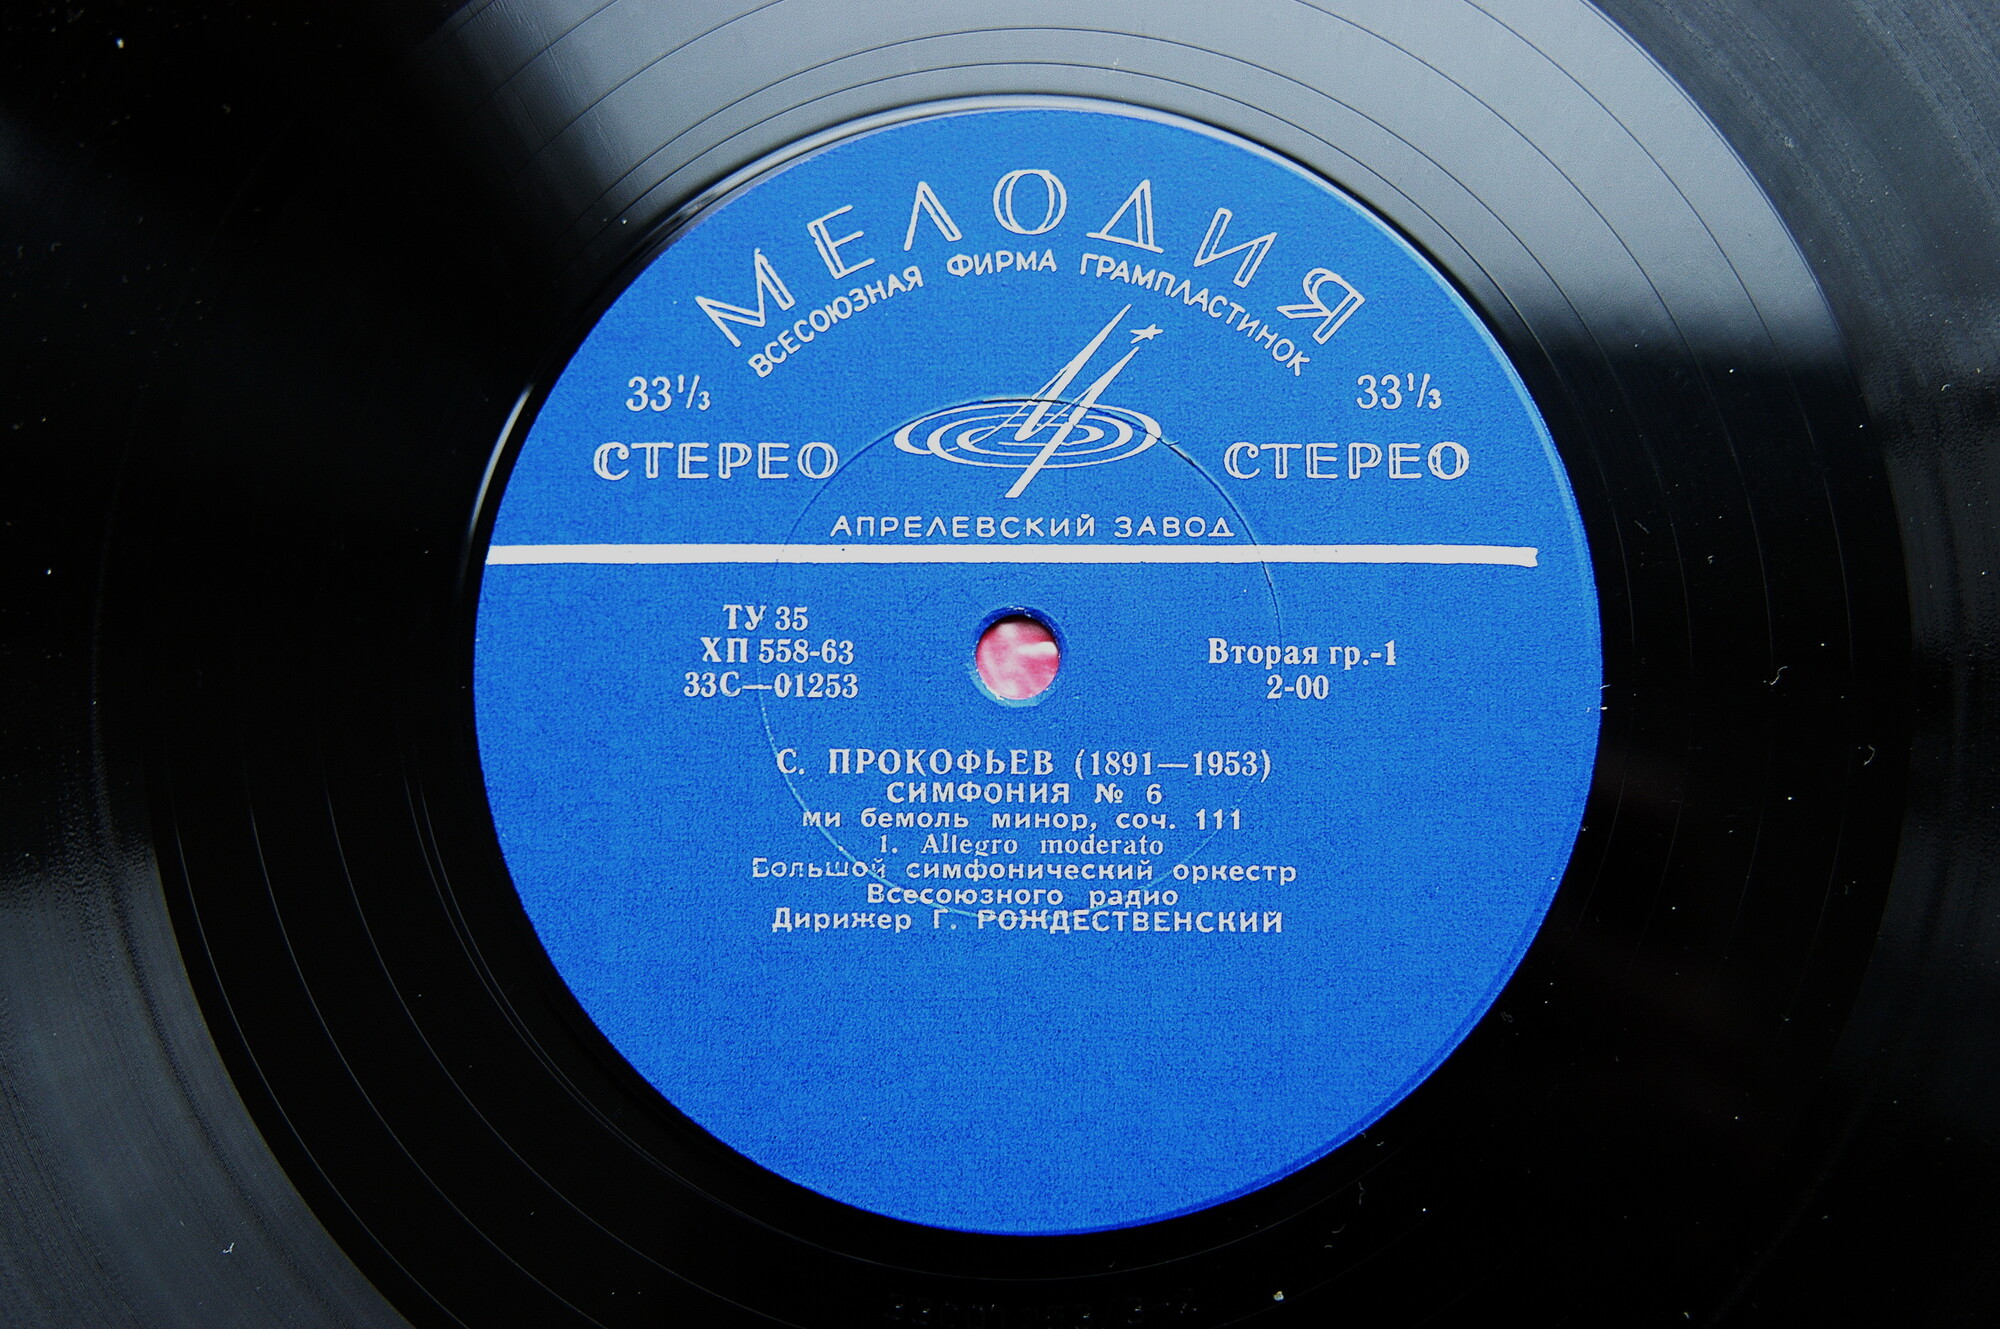 МЕЛОДИЯ
ВСЕСОЮЗНАЯ ФИРМА ГРАМПЛАСТИНОК
33⅓ 33⅓
СТЕРЕО СТЕРЕО
АПРЕЛЕВСКИЙ ЗАВОД
ТУ 35
ХП 558-63 Вторая гр.-1
33С—01253 2-00
С. ПРОКОФЬЕВ (1891—1953)
СИМФОНИЯ № 6
ми бемоль минор, соч. 111
1. Allegro moderato
Большой симфонический оркестр
Всесоюзного радио
Дирижер Г. РОЖДЕСТВЕНСКИЙ